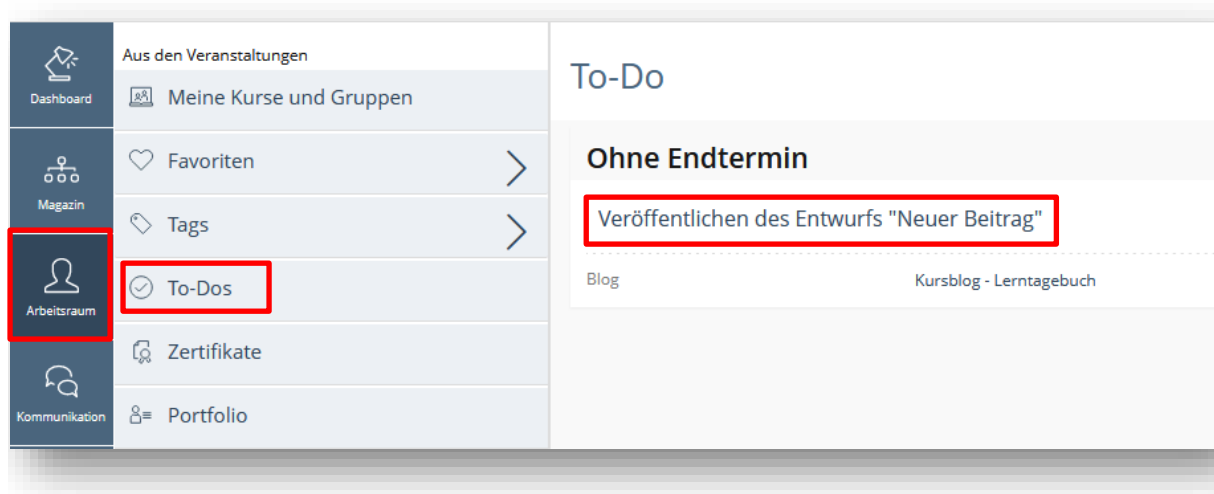 Dashboard
Magazin
Arbeitsraum
Kommunikation
Aus den Veranstaltungen
Meine Kurse und Gruppen
Favoriten
Tags
To-Dos
Zertifikate
Portfolio
To-Do
Ohne Endtermin
Veröffentlichen des Entwurfs "Neuer Beitrag"
Blog Kursblog - Lerntagebuch